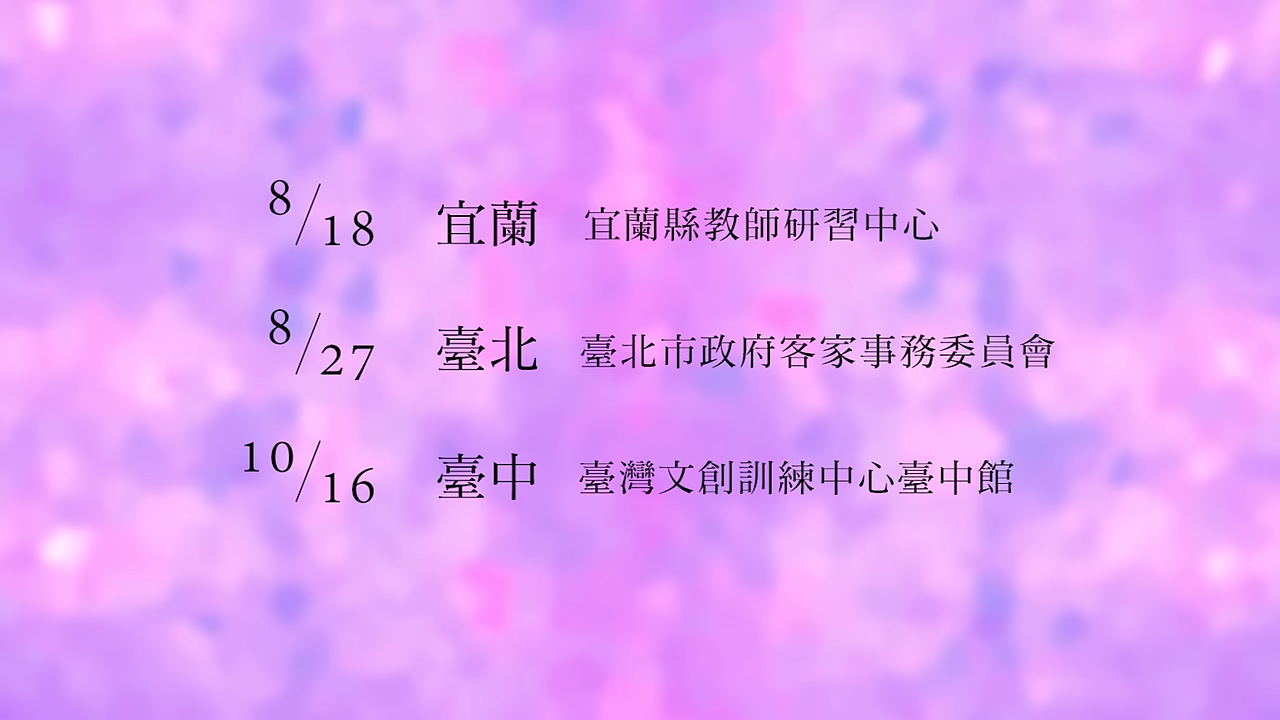 8/18 宜蘭 宜蘭縣教師研習中心
8/27 臺北 臺北市政府客家事務委員會
10/16 臺中 臺灣文創訓練中心臺中館